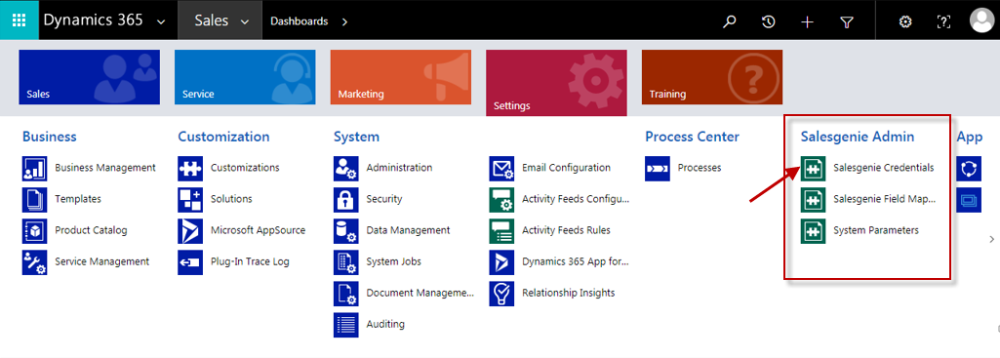 Dynamics 365
Sales
Dashboards
Sales
Service
Marketing
Settings
Training
Business
Business Management
Templates
Product Catalog
Service Management
Customization
Customizations
Solutions
Microsoft AppSource
Plug-In Trace Log
System
Administration
Security
Data Management
System Jobs
Document Manageme...
Auditing
Email Configuration
Activity Feeds Configu...
Activity Feeds Rules
Dynamics 365 App for...
Relationship Insights
Process Center
Processes
Salesgenie Admin
Salesgenie Credentials
Salesgenie Field Map...
System Parameters
App